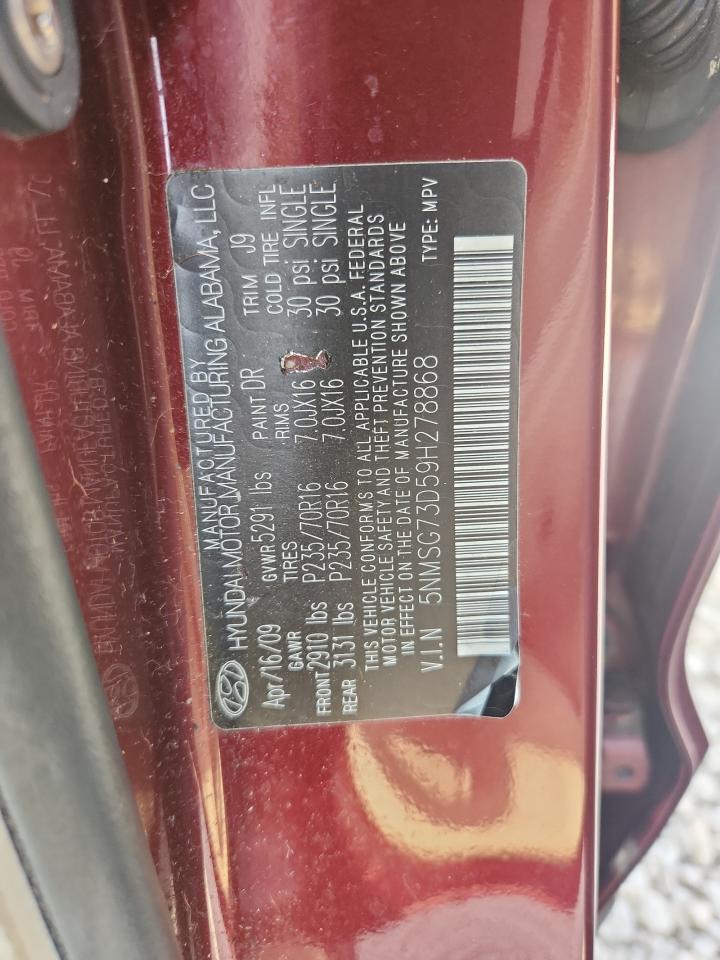 MANUFACTURED BY
HYUNDAI MOTOR MANUFACTURING ALABAMA, LLC
Apr/16/09 GVWR 5291 lbs PAINT DR TRIM J9
GAWR TIRES RIMS COLD TIRE INFL
FRONT 2910 lbs P235/70R16 7.0JX16 30 psi SINGLE
REAR 3131 lbs P235/70R16 7.0JX16 30 psi SINGLE
THIS VEHICLE CONFORMS TO ALL APPLICABLE U.S.A. FEDERAL
MOTOR VEHICLE SAFETY AND THEFT PREVENTION STANDARDS
IN EFFECT ON THE DATE OF MANUFACTURE SHOWN ABOVE
V.I.N 5NMSG73D59H278868 TYPE: MPV